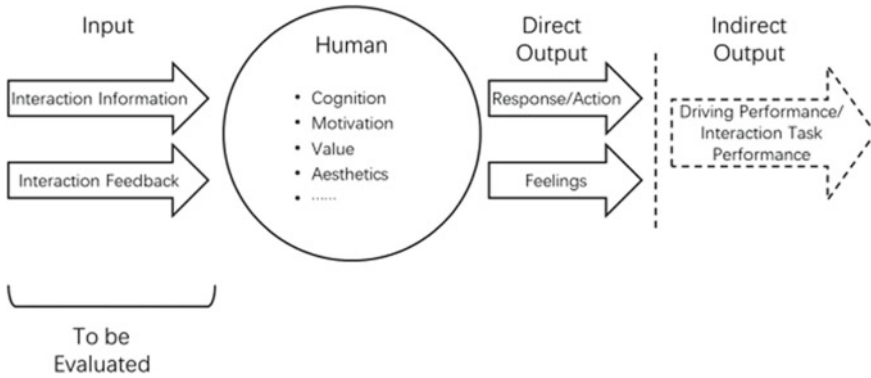 Input
Interaction Information
Interaction Feedback
To be
Evaluated
Human
• Cognition
• Motivation
• Value
• Aesthetics
• ......
Direct
Output
Response/Action
Feelings
Indirect
Output
Driving Performance/
Interaction Task
Performance